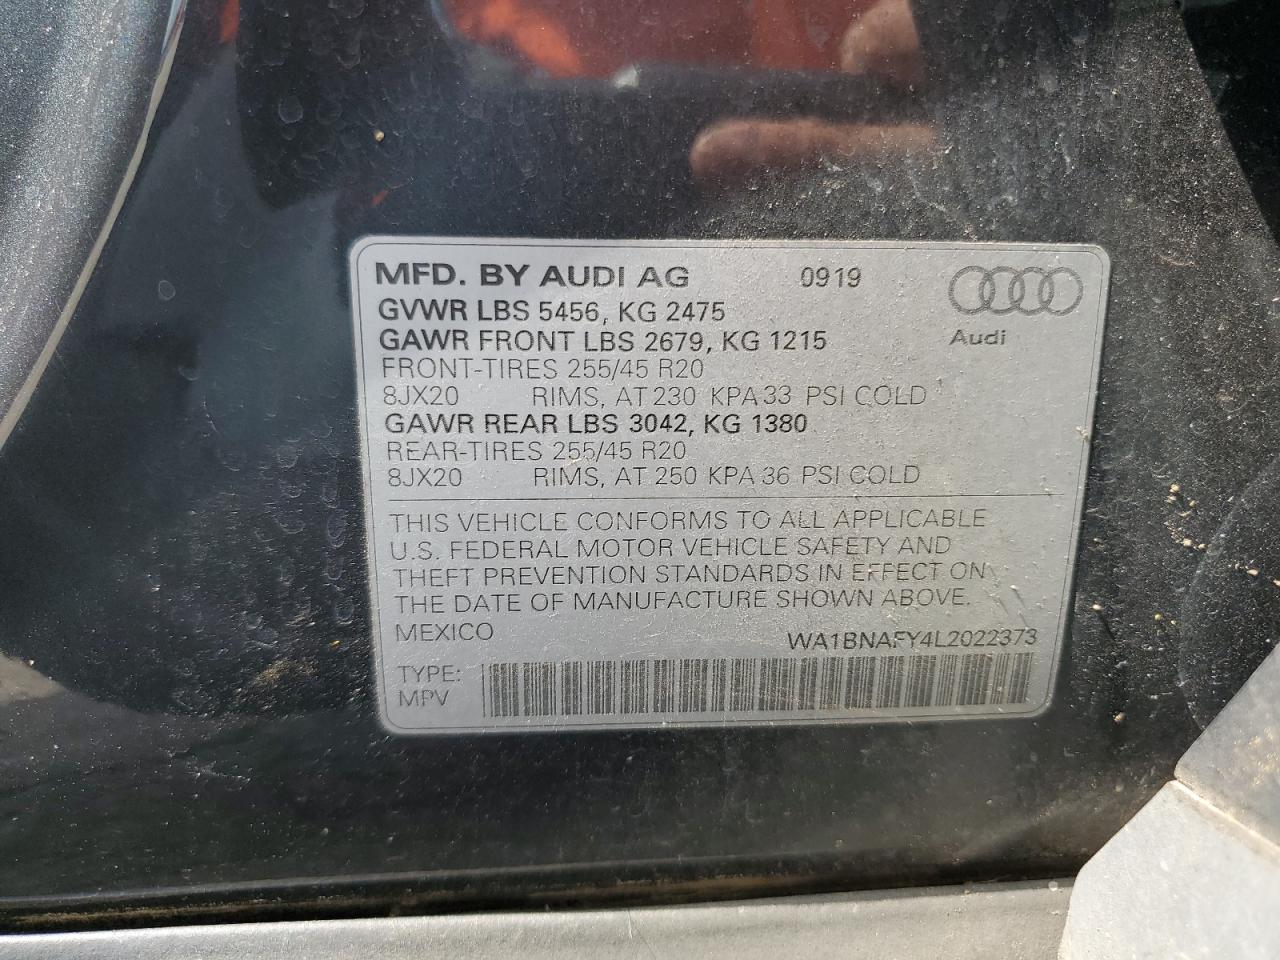 MFD. BY AUDI AG 0919
GVWR LBS 5456, KG 2475
GAWR FRONT LBS 2679, KG 1215
Audi
FRONT-TIRES 255/45 R20
8JX20 RIMS, AT 230 KPA 33 PSI COLD
GAWR REAR LBS 3042, KG 1380
REAR-TIRES 255/45 R20
8JX20 RIMS, AT 250 KPA 36 PSI COLD
THIS VEHICLE CONFORMS TO ALL APPLICABLE
U.S. FEDERAL MOTOR VEHICLE SAFETY AND
THEFT PREVENTION STANDARDS IN EFFECT ON
THE DATE OF MANUFACTURE SHOWN ABOVE.
MEXICO WA1BNAFY4L2022373
TYPE:
MPV